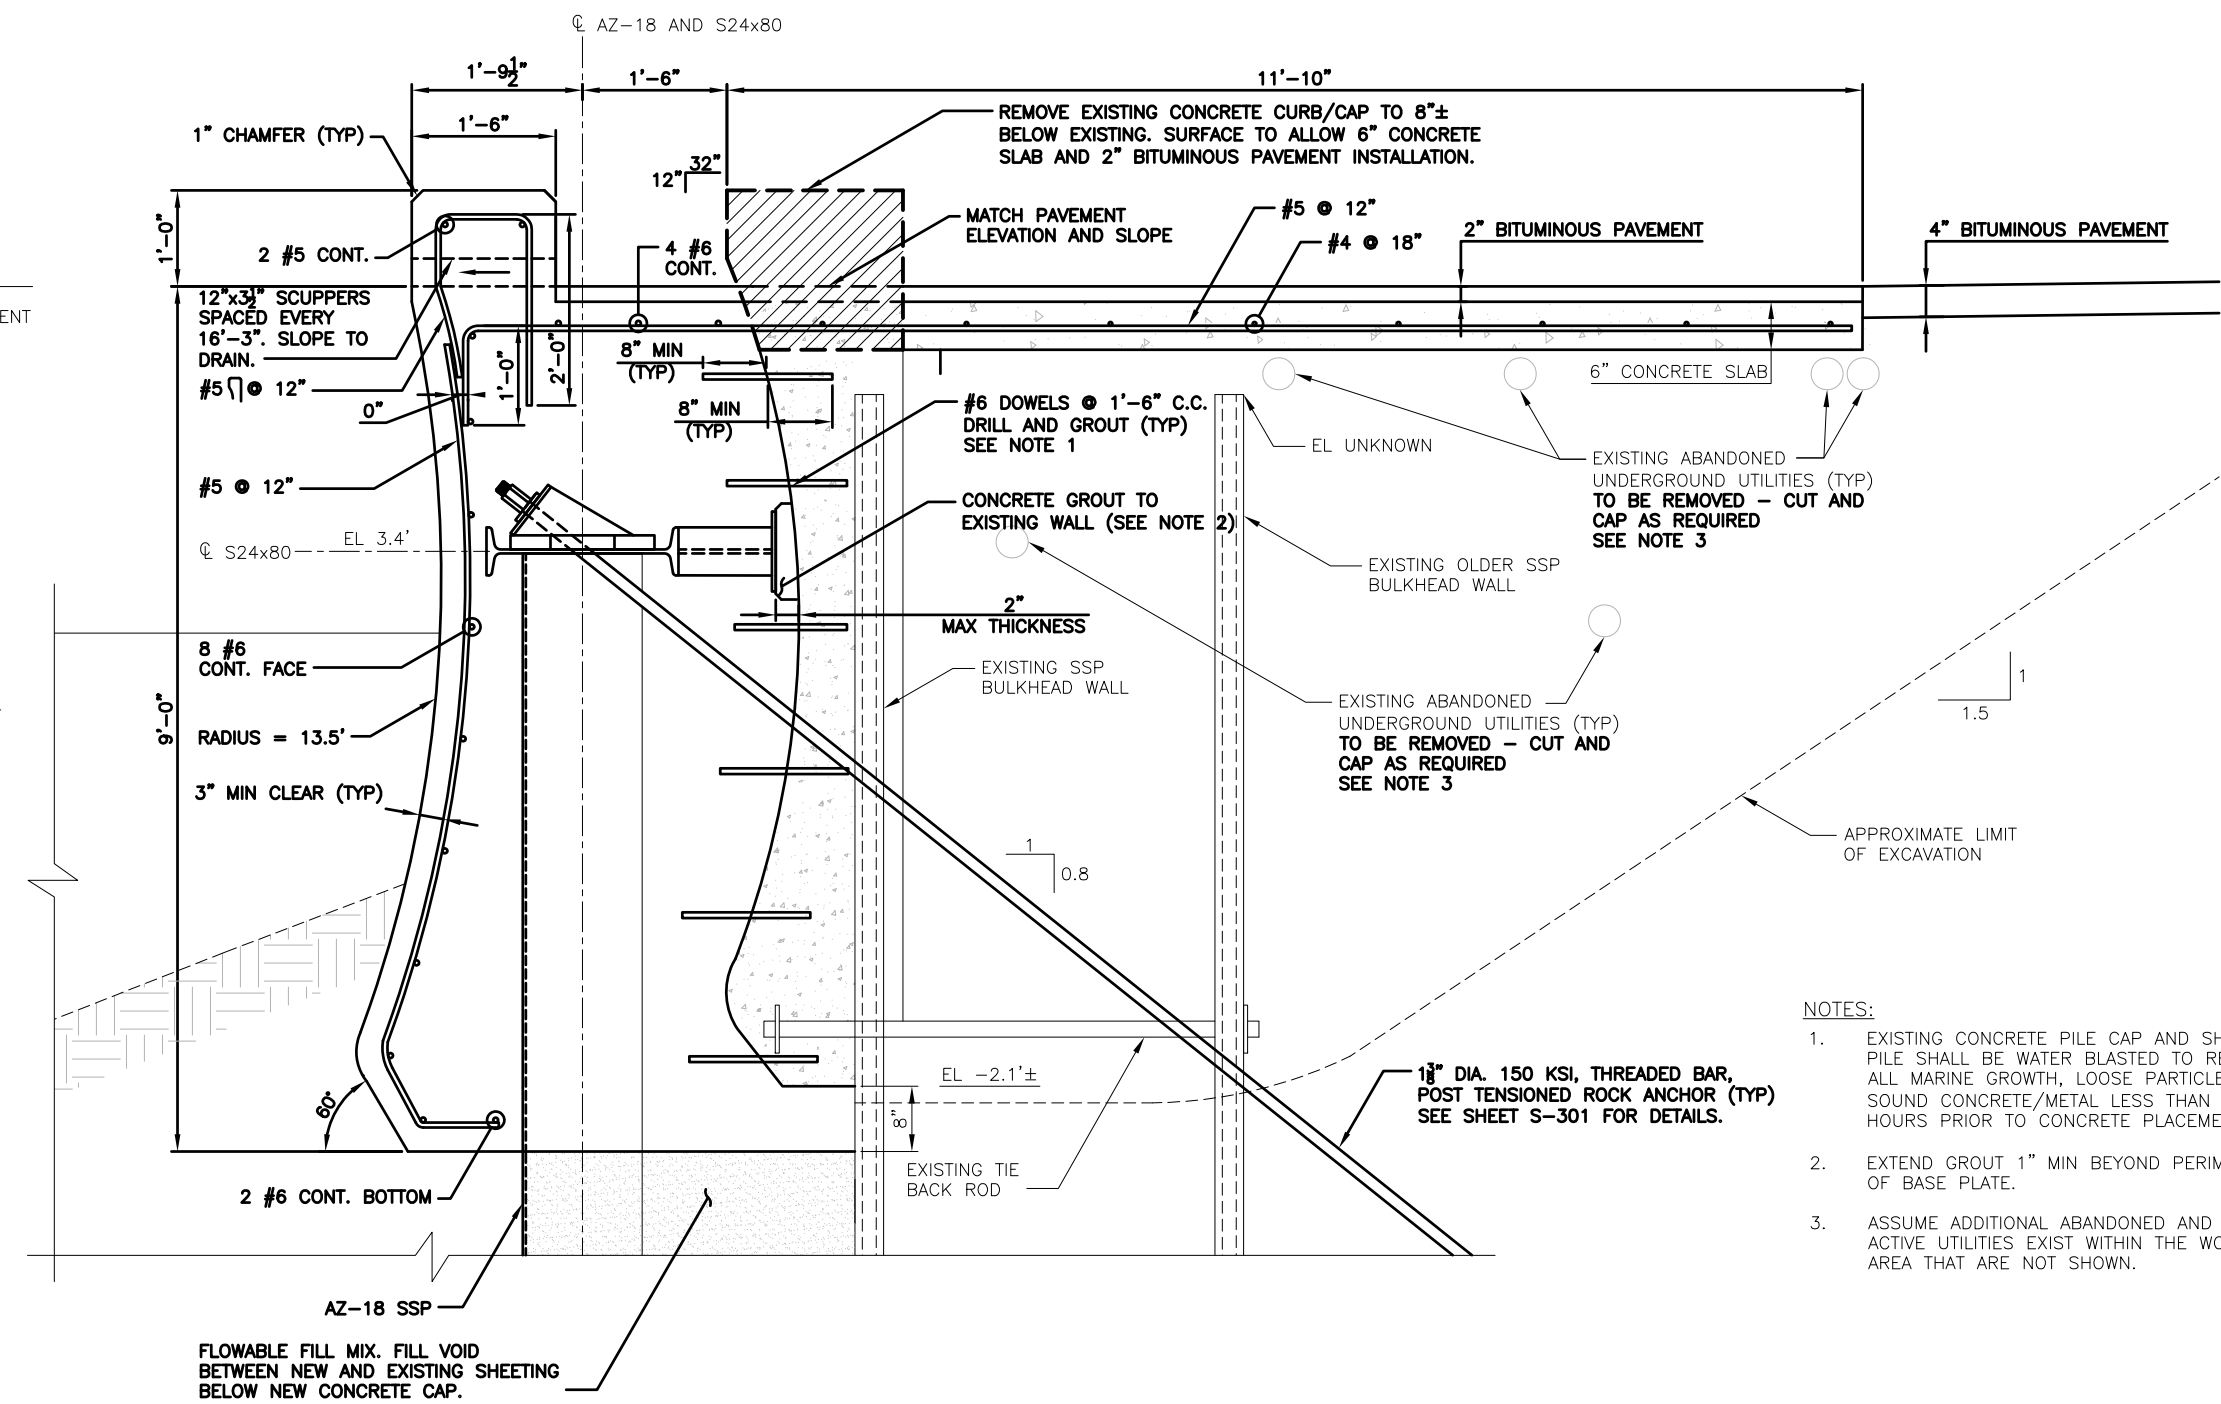 ℄ AZ-18 AND S24x80
1'-9 1/2"
1'-6"
11'-10"
1'-6"
1" CHAMFER (TYP)
REMOVE EXISTING CONCRETE CURB/CAP TO 8"±
BELOW EXISTING. SURFACE TO ALLOW 6" CONCRETE
SLAB AND 2" BITUMINOUS PAVEMENT INSTALLATION.
32"
12"
1'-0"
2 #5 CONT.
4 #6
CONT.
MATCH PAVEMENT
ELEVATION AND SLOPE
#5 @ 12"
#4 @ 18"
2" BITUMINOUS PAVEMENT
4" BITUMINOUS PAVEMENT
12"x3 1/2" SCUPPERS
SPACED EVERY
16'-3". SLOPE TO
DRAIN.
#5 @ 12"
0"
1'-0"
2'-0"
8" MIN
(TYP)
8" MIN
(TYP)
6" CONCRETE SLAB
#6 DOWELS @ 1'-6" C.C.
DRILL AND GROUT (TYP)
SEE NOTE 1
EL UNKNOWN
EXISTING ABANDONED
UNDERGROUND UTILITIES (TYP)
TO BE REMOVED - CUT AND
CAP AS REQUIRED
SEE NOTE 3
#5 @ 12"
CONCRETE GROUT TO
EXISTING WALL (SEE NOTE 2)
℄ S24x80
EL 3.4'
EXISTING OLDER SSP
BULKHEAD WALL
2"
MAX THICKNESS
8 #6
CONT. FACE
EXISTING SSP
BULKHEAD WALL
1
1.5
9'-0"
RADIUS = 13.5'
EXISTING ABANDONED
UNDERGROUND UTILITIES (TYP)
TO BE REMOVED - CUT AND
CAP AS REQUIRED
SEE NOTE 3
3" MIN CLEAR (TYP)
1
0.8
APPROXIMATE LIMIT
OF EXCAVATION
60°
EL -2.1'±
8"
1 3/8" DIA. 150 KSI, THREADED BAR,
POST TENSIONED ROCK ANCHOR (TYP)
SEE SHEET S-301 FOR DETAILS.
EXISTING TIE
BACK ROD
2 #6 CONT. BOTTOM
AZ-18 SSP
FLOWABLE FILL MIX. FILL VOID
BETWEEN NEW AND EXISTING SHEETING
BELOW NEW CONCRETE CAP.
NOTES:
1. EXISTING CONCRETE PILE CAP AND
PILE SHALL BE WATER BLASTED TO
ALL MARINE GROWTH, LOOSE
SOUND CONCRETE/METAL LESS THAN
HOURS PRIOR TO CONCRETE
2. EXTEND GROUT 1" MIN BEYOND
OF BASE PLATE.
3. ASSUME ADDITIONAL ABANDONED AND
ACTIVE UTILITIES EXIST WITHIN THE
AREA THAT ARE NOT SHOWN.